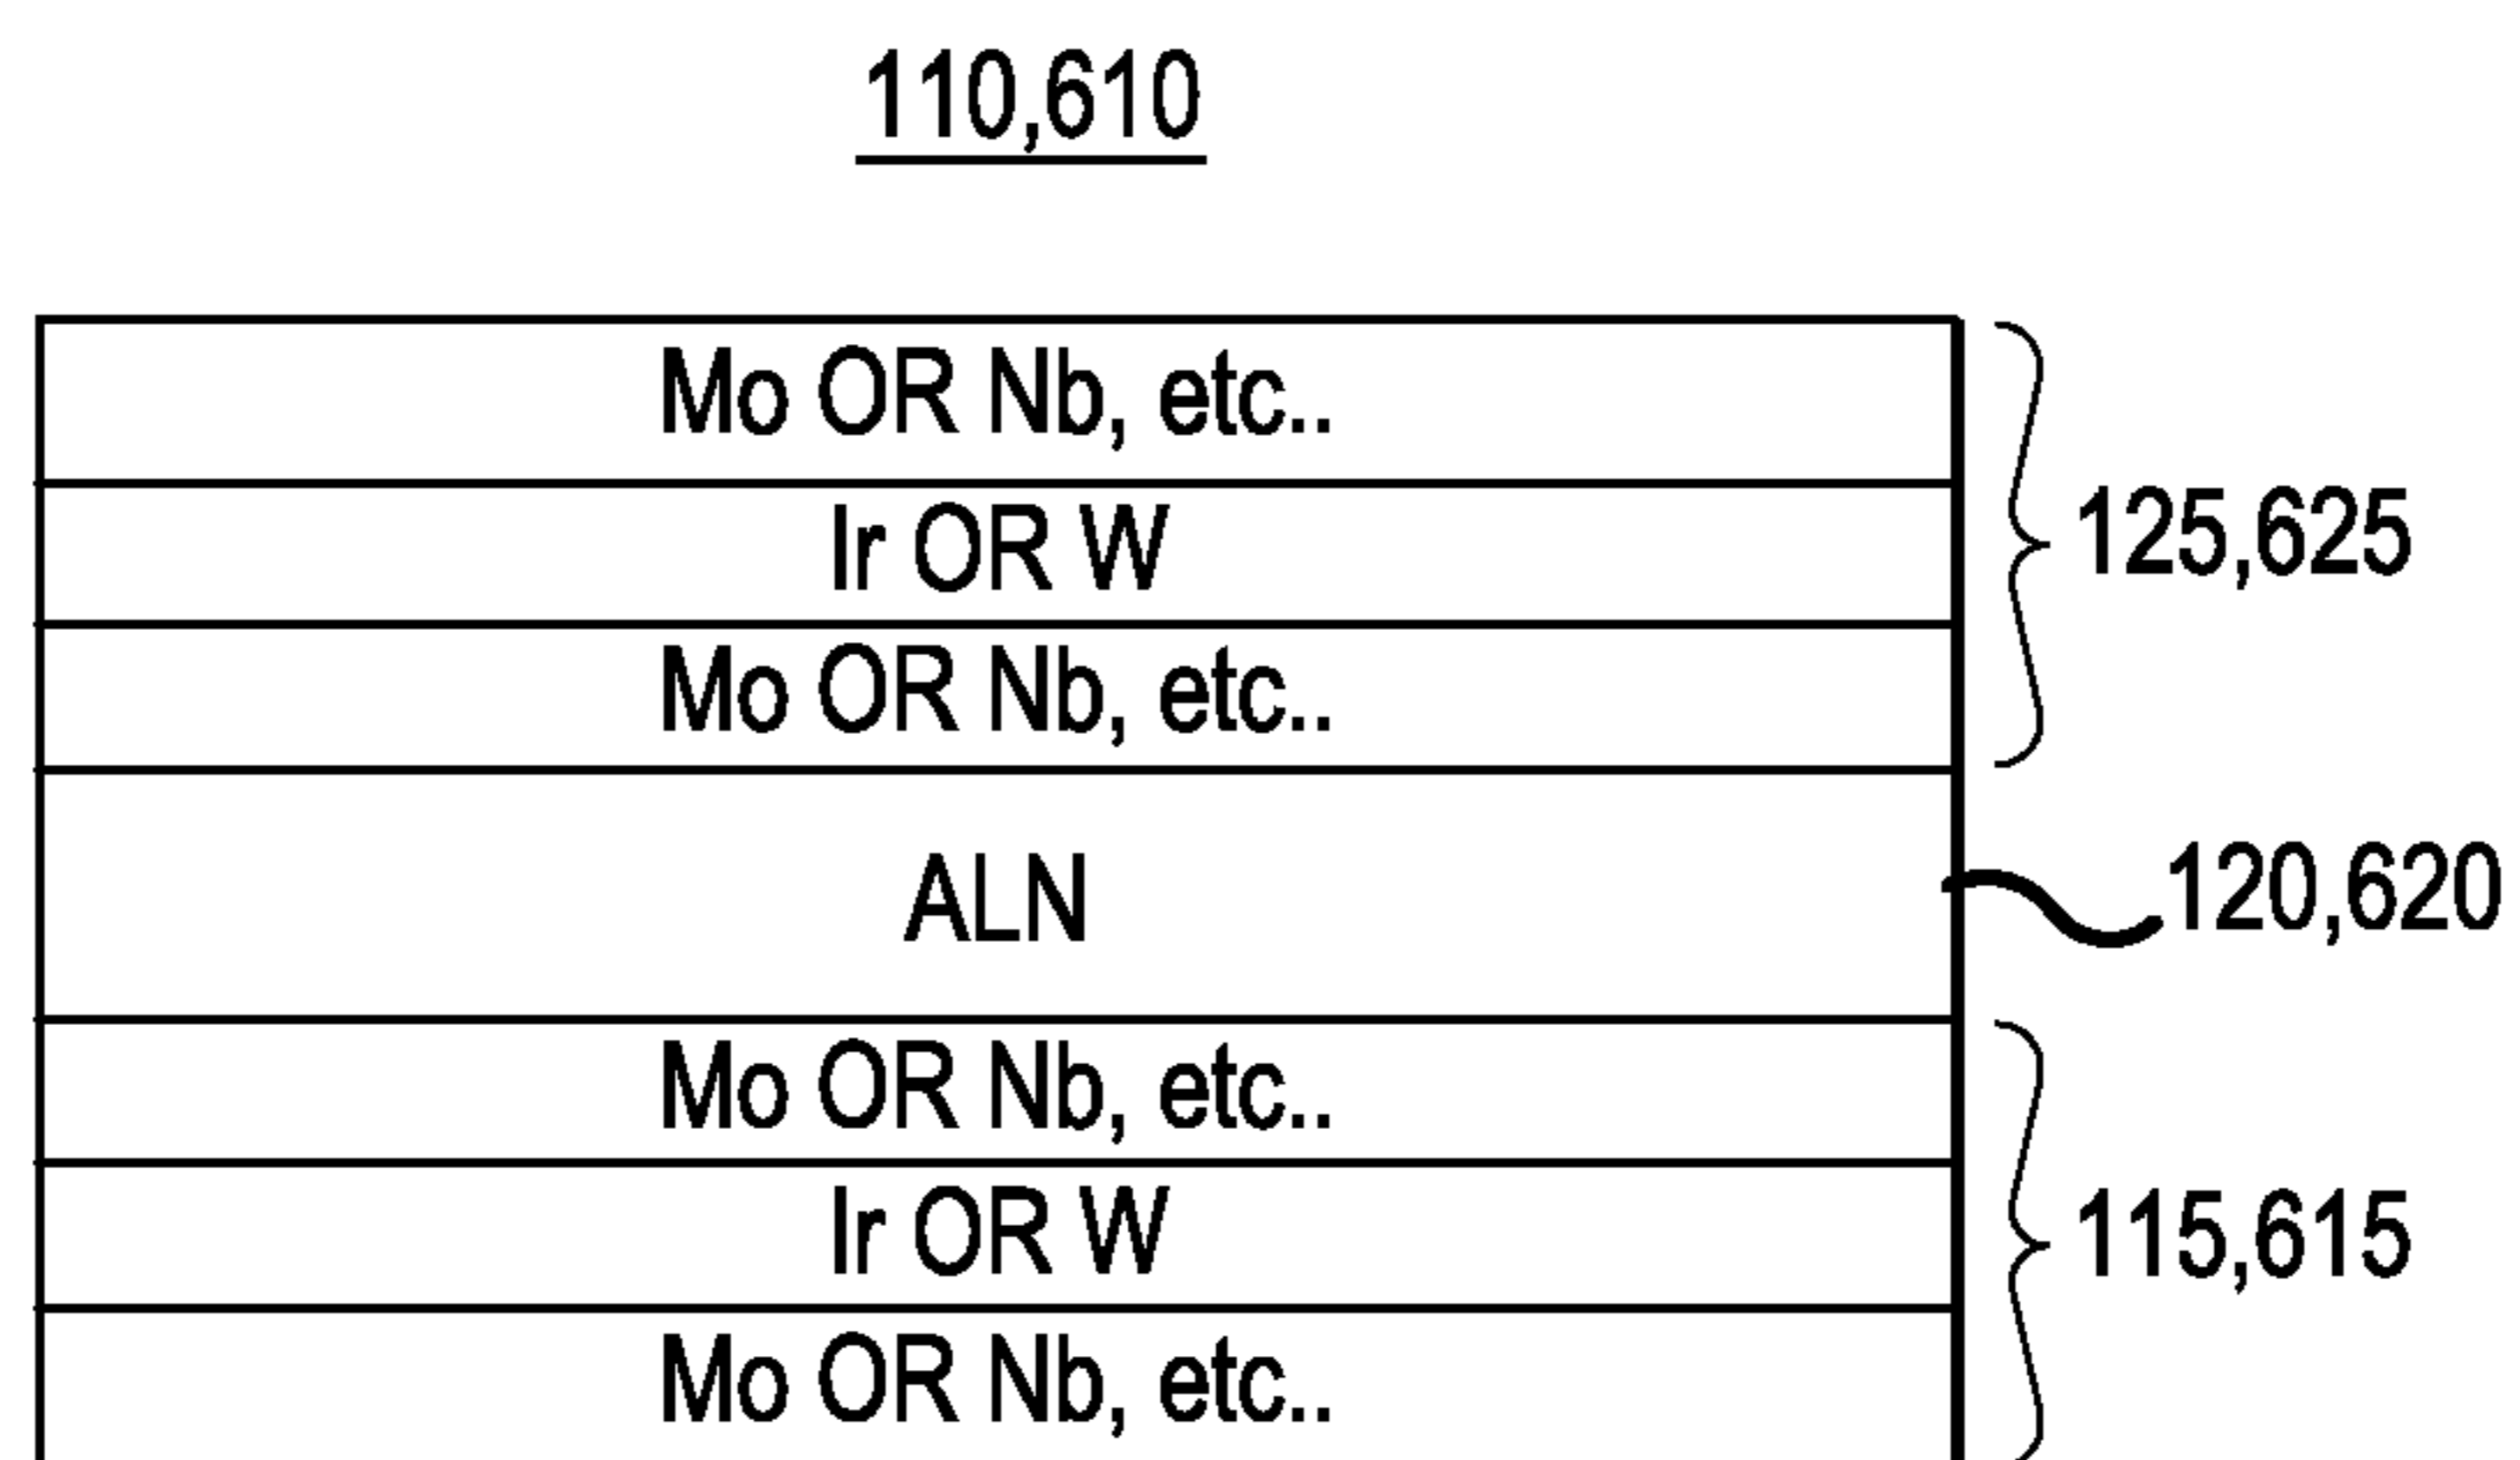 110,610
Mo OR Nb, etc..
Ir OR W
125,625
Mo OR Nb, etc..
ALN
120,620
Mo OR Nb, etc..
Ir OR W
115,615
Mo OR Nb, etc..